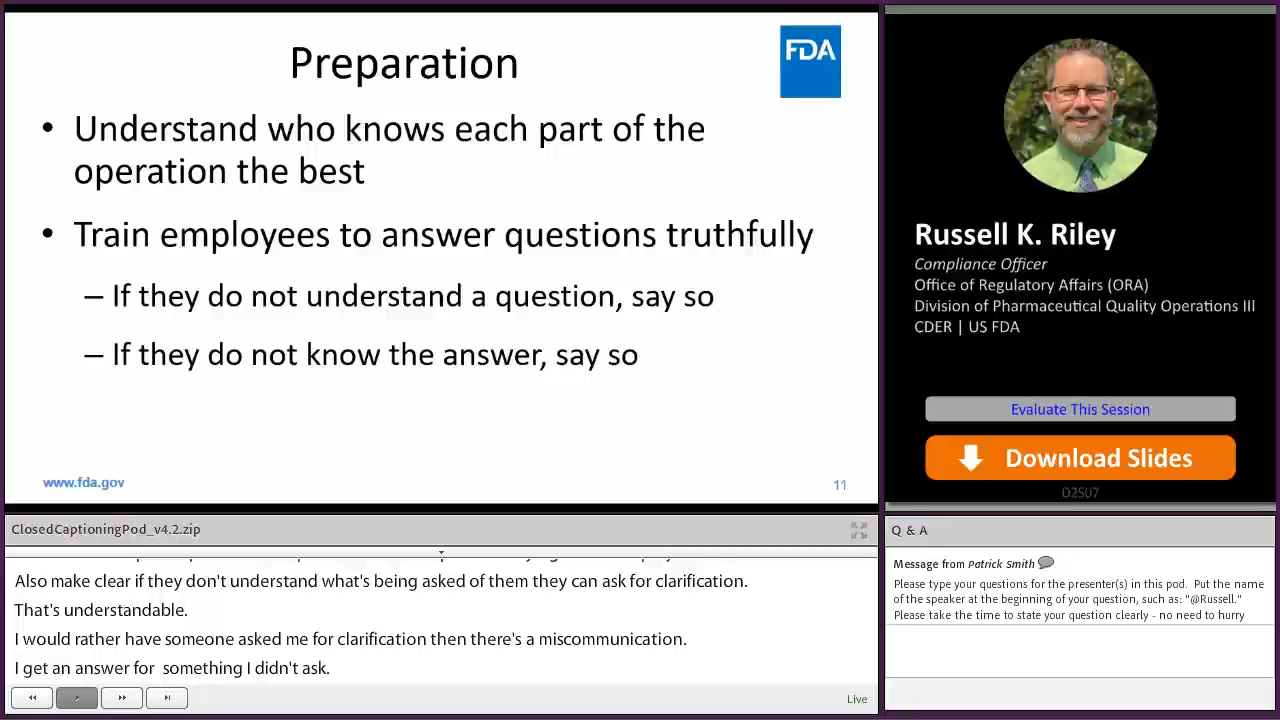 Preparation
FDA
• Understand who knows each part of the
operation the best
• Train employees to answer questions truthfully
– If they do not understand a question, say so
– If they do not know the answer, say so
www.fda.gov
11
Russell K. Riley
Compliance Officer
Office of Regulatory Affairs (ORA)
Division of Pharmaceutical Quality Operations III
CDER | US FDA
Evaluate This Session
Download Slides
D2S07
ClosedCaptioningPod_v4.2.zip
Also make clear if they don't understand what's being asked of them they can ask for clarification.
That's understandable.
I would rather have someone asked me for clarification then there's a miscommunication.
I get an answer for something I didn't ask.
Live
Q & A
Message from Patrick Smith
Please type your questions for the presenter(s) in this pod. Put the name
of the speaker at the beginning of your question, such as: "@Russell."
Please take the time to state your question clearly - no need to hurry